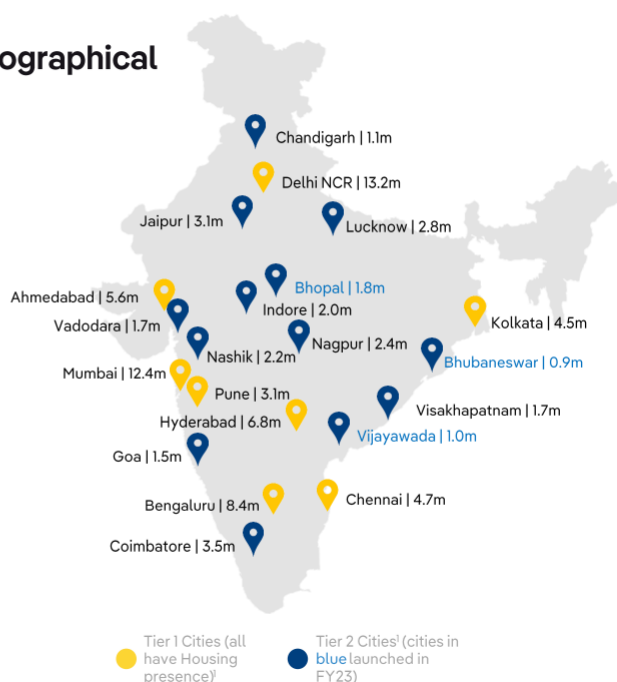 ographical
Chandigarh | 1.1m
Delhi NCR | 13.2m
Jaipur | 3.1m
Lucknow | 2.8m
Bhopal | 1.8m
Ahmedabad | 5.6m
Indore | 2.0m
Vadodara | 1.7m
Kolkata | 4.5m
Nagpur | 2.4m
Nashik | 2.2m
Bhubaneswar | 0.9m
Mumbai | 12.4m
Pune | 3.1m
Visakhapatnam | 1.7m
Hyderabad | 6.8m
Vijayawada | 1.0m
Goa | 1.5m
Chennai | 4.7m
Bengaluru | 8.4m
Coimbatore | 3.5m
Tier 1 Cities (all
have Housing
presence)¹
Tier 2 Cities¹ (cities in
blue launched in
FY23)